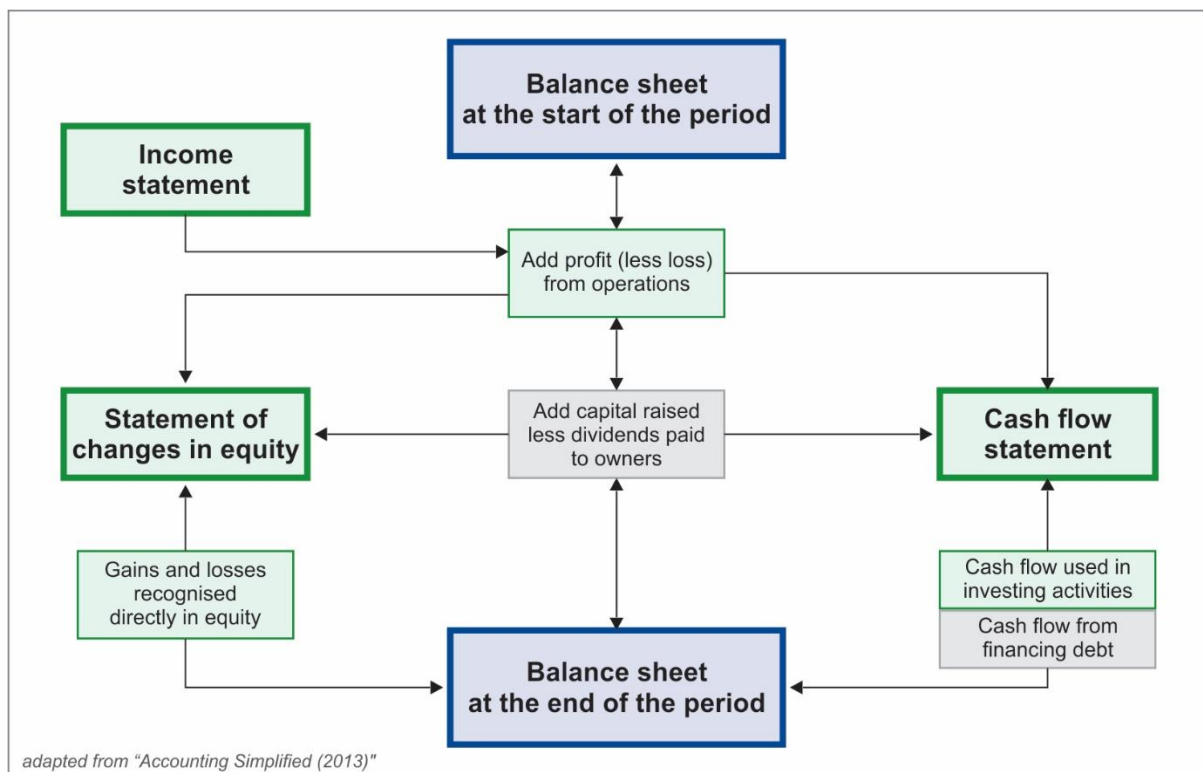 Balance sheet
at the start of the period
Income
statement
Add profit (less loss)
from operations
Statement of
changes in equity
Add capital raised
less dividends paid
to owners
Cash flow
statement
Gains and losses
recognised
directly in equity
Cash flow used in
investing activities
Cash flow from
financing debt
Balance sheet
at the end of the period
adapted from “Accounting Simplified (2013)"